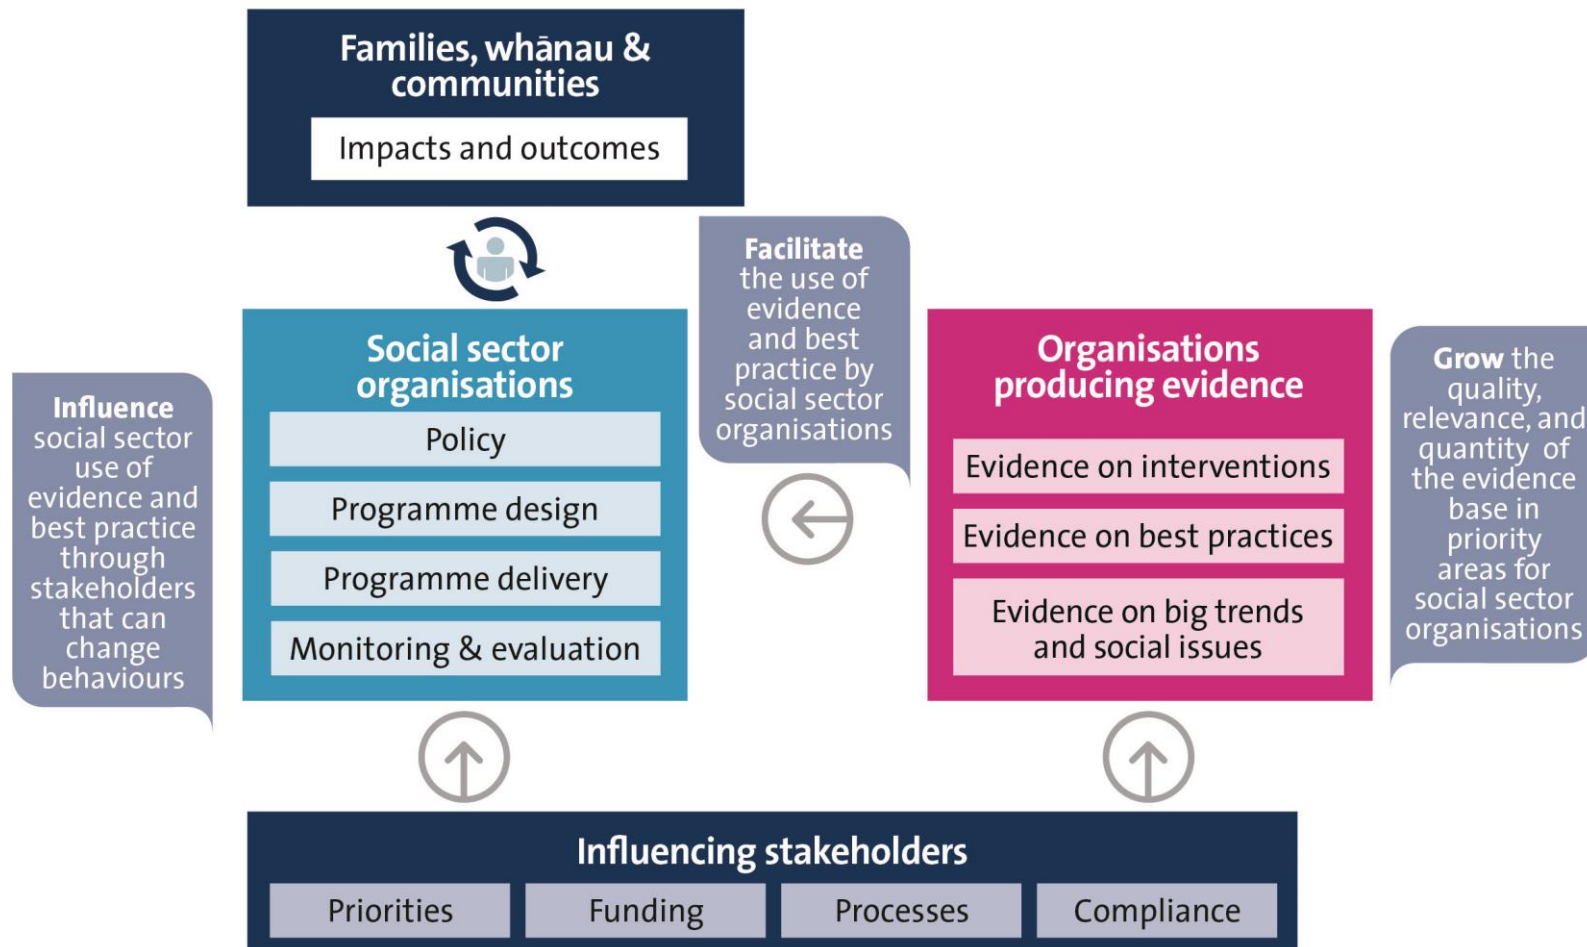 Families, whānau &
communities
Impacts and outcomes
Facilitate
the use of
evidence
and best
practice by
social sector
organisations
Influence
social sector
use of
evidence and
best practice
through
stakeholders
that can
change
behaviours
Social sector
organisations
Policy
Programme design
Programme delivery
Monitoring & evaluation
Organisations
producing evidence
Evidence on interventions
Evidence on best practices
Evidence on big trends
and social issues
Grow the
quality,
relevance, and
quantity of
the evidence
base in
priority
areas for
social sector
organisations
Influencing stakeholders
Priorities
Funding
Processes
Compliance